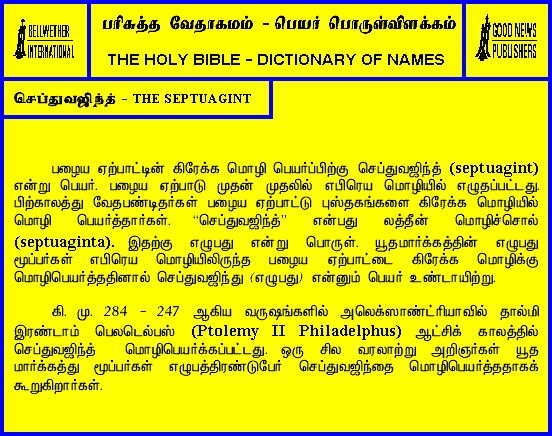 BELLWETHER
INTERNATIONAL
பரிசுத்த வேதாகமம் - பெயர் பொருள்விளக்கம்
THE HOLY BIBLE - DICTIONARY OF NAMES
GOOD NEWS
PUBLISHERS
செப்துவஜிந்த் - THE SEPTUAGINT
பழைய ஏற்பாட்டின் கிரேக்க மொழி பெயர்ப்பிற்கு செப்துவஜிந்த் (septuagint)
என்று பெயர். பழைய ஏற்பாடு முதன் முதலில் எபிரெய மொழியில் எழுதப்பட்டது.
பிற்காலத்து வேதபண்டிதர்கள் பழைய ஏற்பாட்டு புஸ்தகங்களை கிரேக்க மொழியில்
மொழி பெயர்த்தார்கள். “செப்துவஜிந்த்” என்பது லத்தீன் மொழிச்சொல்
(septuaginta). இதற்கு எழுபது என்று பொருள். யூதமார்க்கத்தின் எழுபது
மூப்பர்கள் எபிரெய மொழியிலிருந்த பழைய ஏற்பாட்டை கிரேக்க மொழிக்கு
மொழிபெயர்த்ததினால் செப்துவஜிந்து (எழுபது) என்னும் பெயர் உண்டாயிற்று.
கி. மு. 284 - 247 ஆகிய வருஷங்களில் அலெக்ஸாண்ட்ரியாவில் தால்மி
இரண்டாம் பெலடெல்பஸ் (Ptolemy II Philadelphus) ஆட்சிக் காலத்தில்
செப்துவஜிந்த் மொழிபெயர்க்கப்பட்டது. ஒரு சில வரலாற்று அறிஞர்கள் யூத
மார்க்கத்து மூப்பர்கள் எழுபத்திரண்டுபேர் செப்துவஜிந்தை மொழிபெயர்த்ததாகக்
கூறுகிறார்கள்.